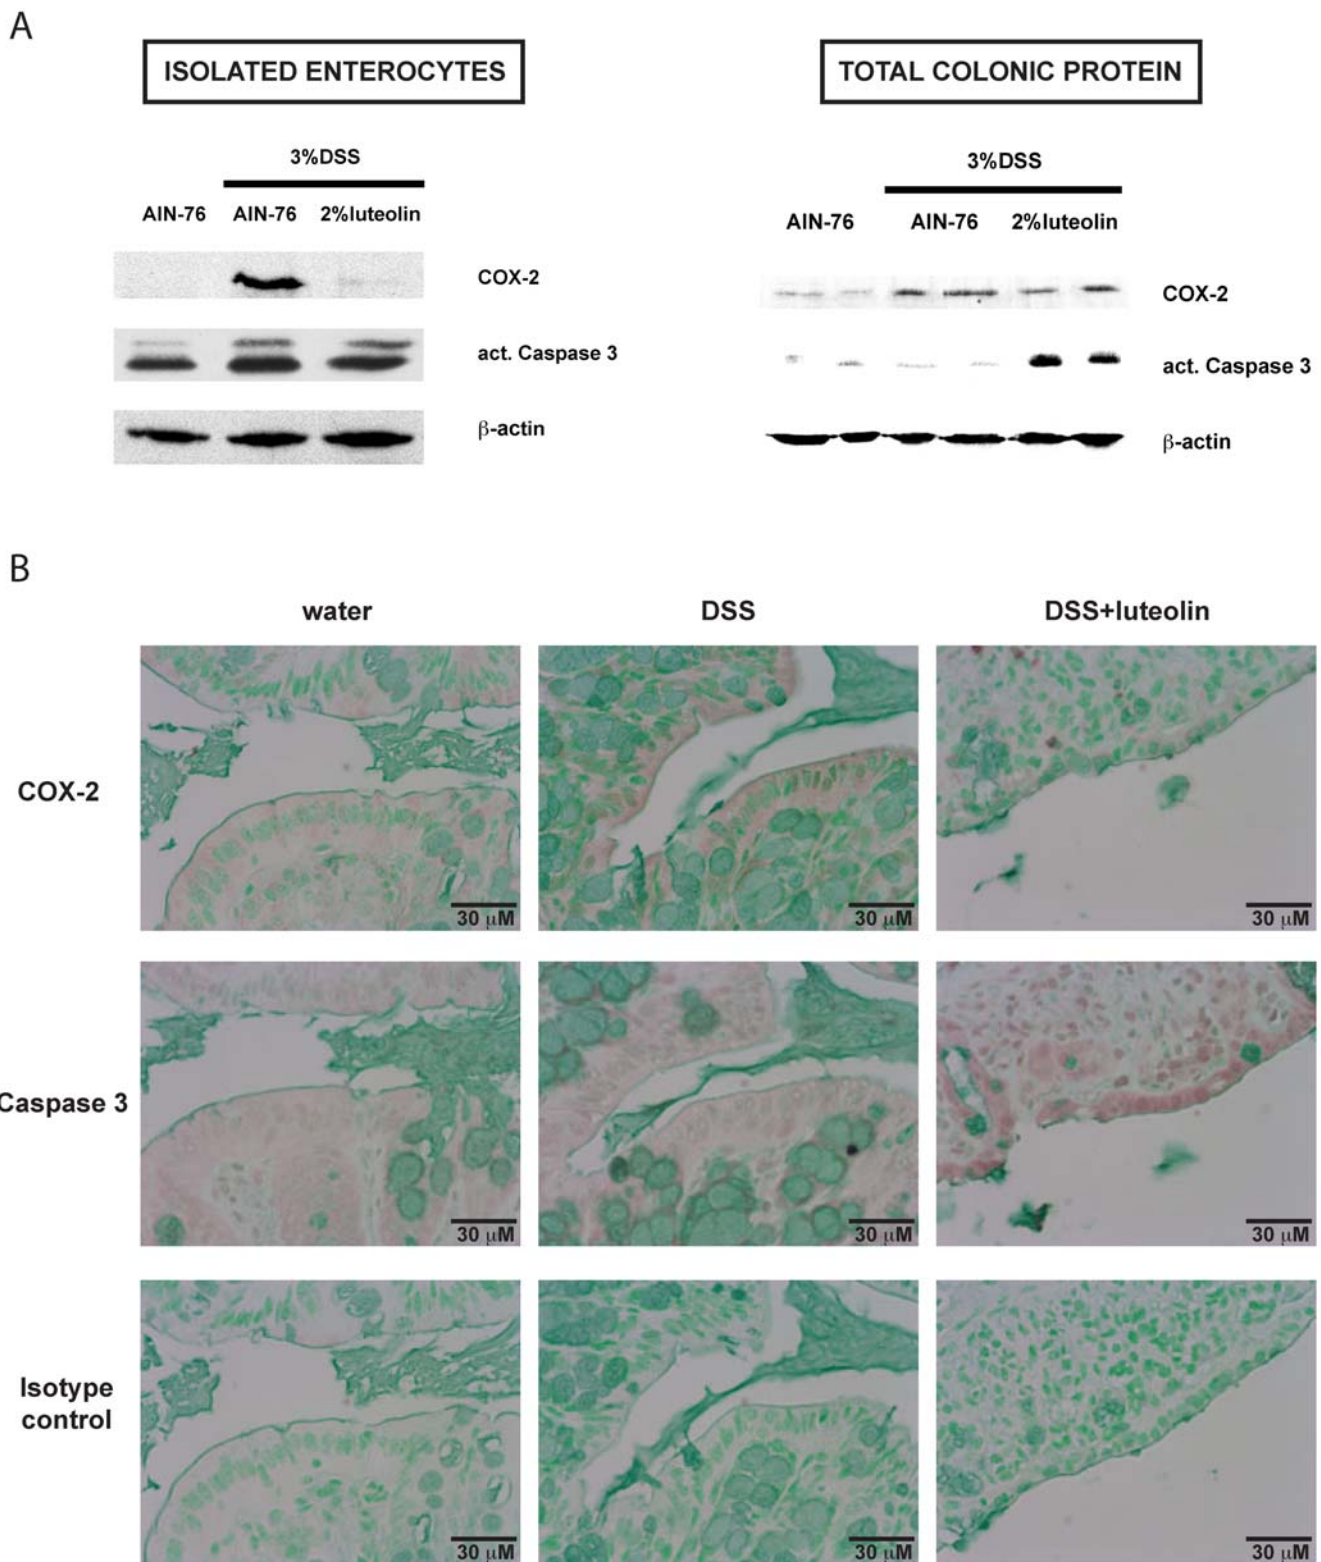 A
ISOLATED ENTEROCYTES
3%DSS
AIN-76 AIN-76 2%luteolin
COX-2
act. Caspase 3
β-actin
TOTAL COLONIC PROTEIN
3%DSS
AIN-76 AIN-76 2%luteolin
COX-2
act. Caspase 3
β-actin
B
water DSS DSS+luteolin
COX-2
30 μM 30 μM 30 μM
Caspase 3
30 μM 30 μM 30 μM
Isotype
control
30 μM 30 μM 30 μM